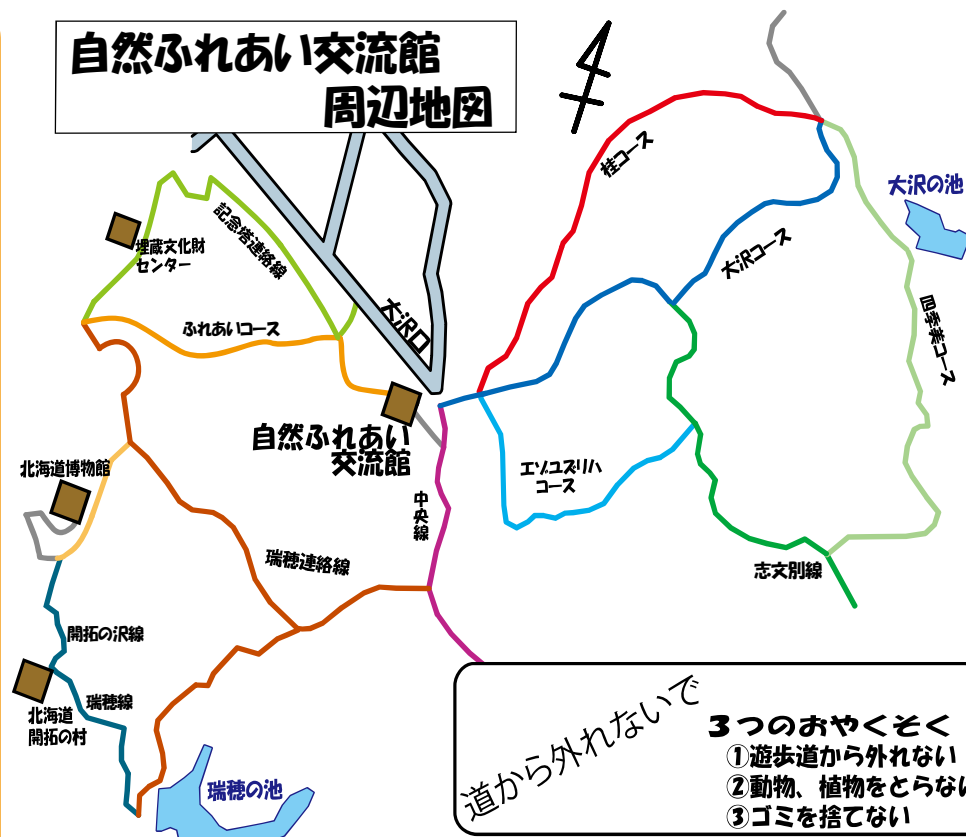 自然ふれあい交流館
周辺地図
桂コース
大沢の池
記念塔連絡線
埋蔵文化財
センター
大沢コース
ふれあいコース
大沢口
四季美コース
自然ふれあい
交流館
北海道博物館
エゾユズリハ
コース
中央線
瑞穂連絡線
志文別線
開拓の沢線
瑞穂線
北海道
開拓の村
瑞穂の池
道から外れないで
3つのおやくそく
①遊歩道から外れない
②動物、植物をとらない
③ゴミを捨てない